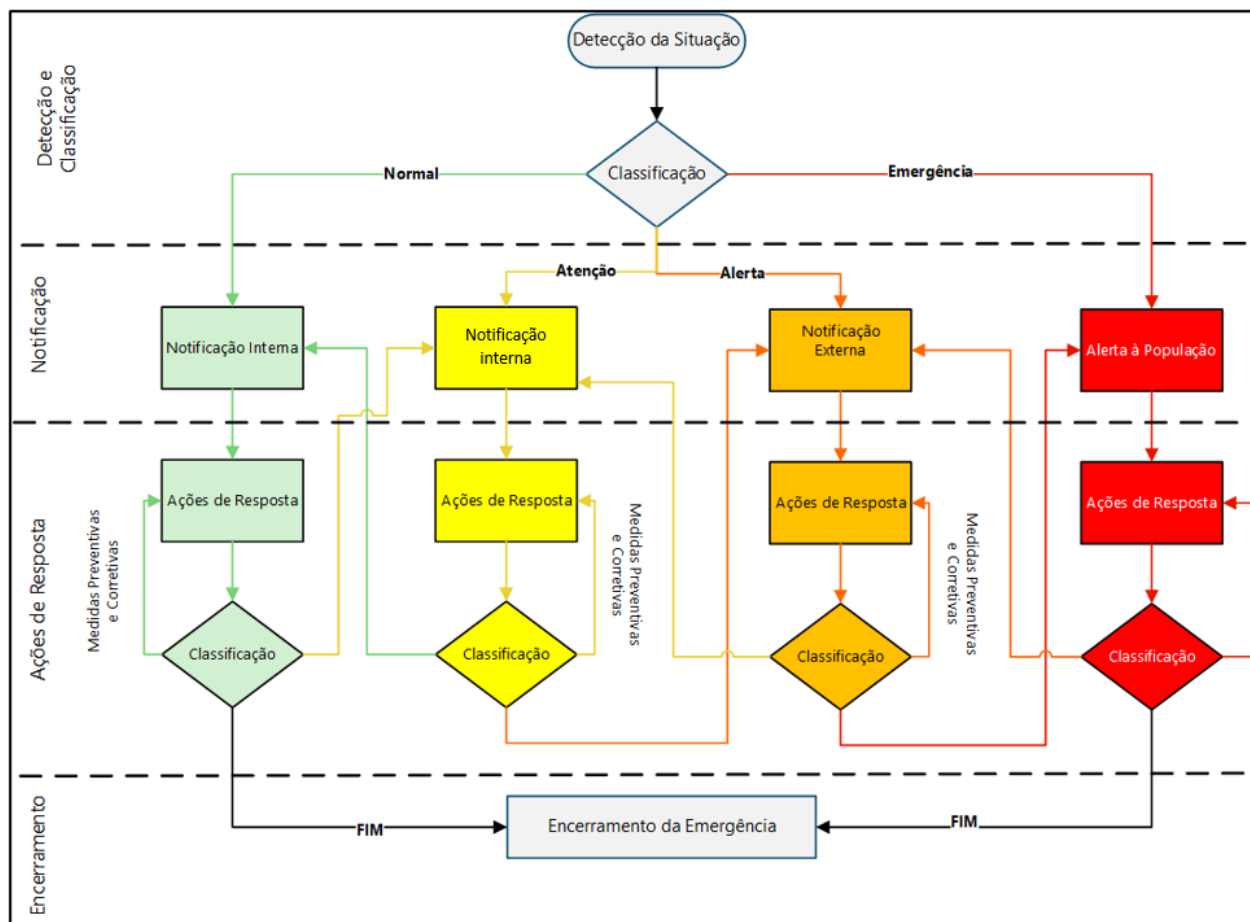 Detecção da Situação
Detecção e
Classificação
Classificação
Normal
Emergência
Atenção
Alerta
Notificação
Notificação Interna
Notificação
interna
Notificação
Externa
Alerta à População
Ações de Resposta
Ações de Resposta
Ações de Resposta
Ações de Resposta
Ações de Resposta
Medidas Preventivas
e Corretivas
Medidas Preventivas
e Corretivas
Medidas Preventivas
e Corretivas
Classificação
Classificação
Classificação
Classificação
Encerramento
FIM
Encerramento da Emergência
FIM